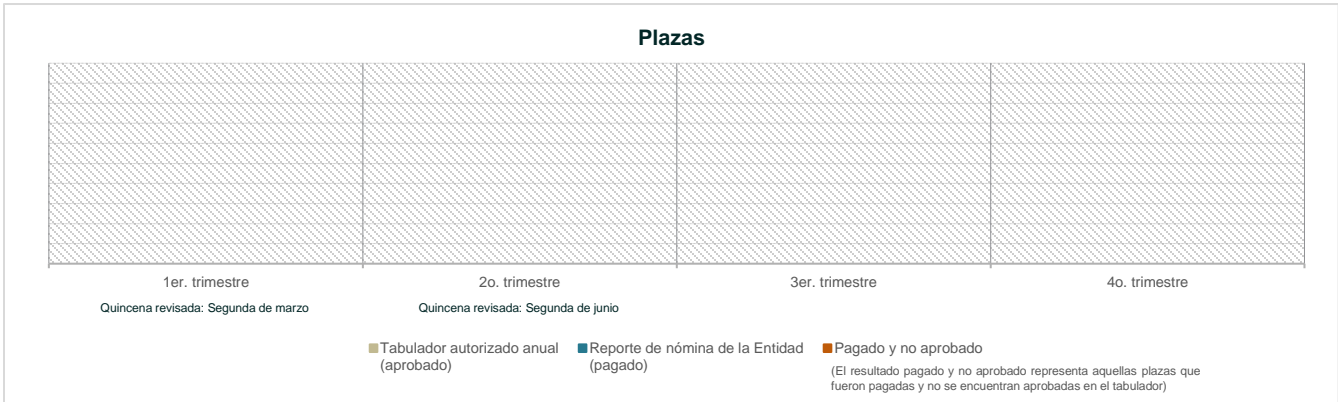 Plazas
1er. trimestre
2o. trimestre
3er. trimestre
4o. trimestre
Quincena revisada: Segunda de marzo
Quincena revisada: Segunda de junio
Tabulador autorizado anual
(aprobado)
Reporte de nómina de la Entidad
(pagado)
Pagado y no aprobado
(El resultado pagado y no aprobado representa aquellas plazas que
fueron pagadas y no se encuentran aprobadas en el tabulador)